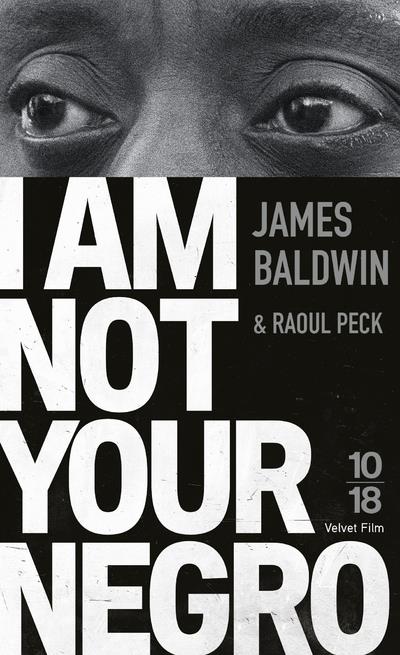 I AM
NOT
YOUR
NEGRO
JAMES
BALDWIN
& RAOUL PECK
10
18
Velvet Film